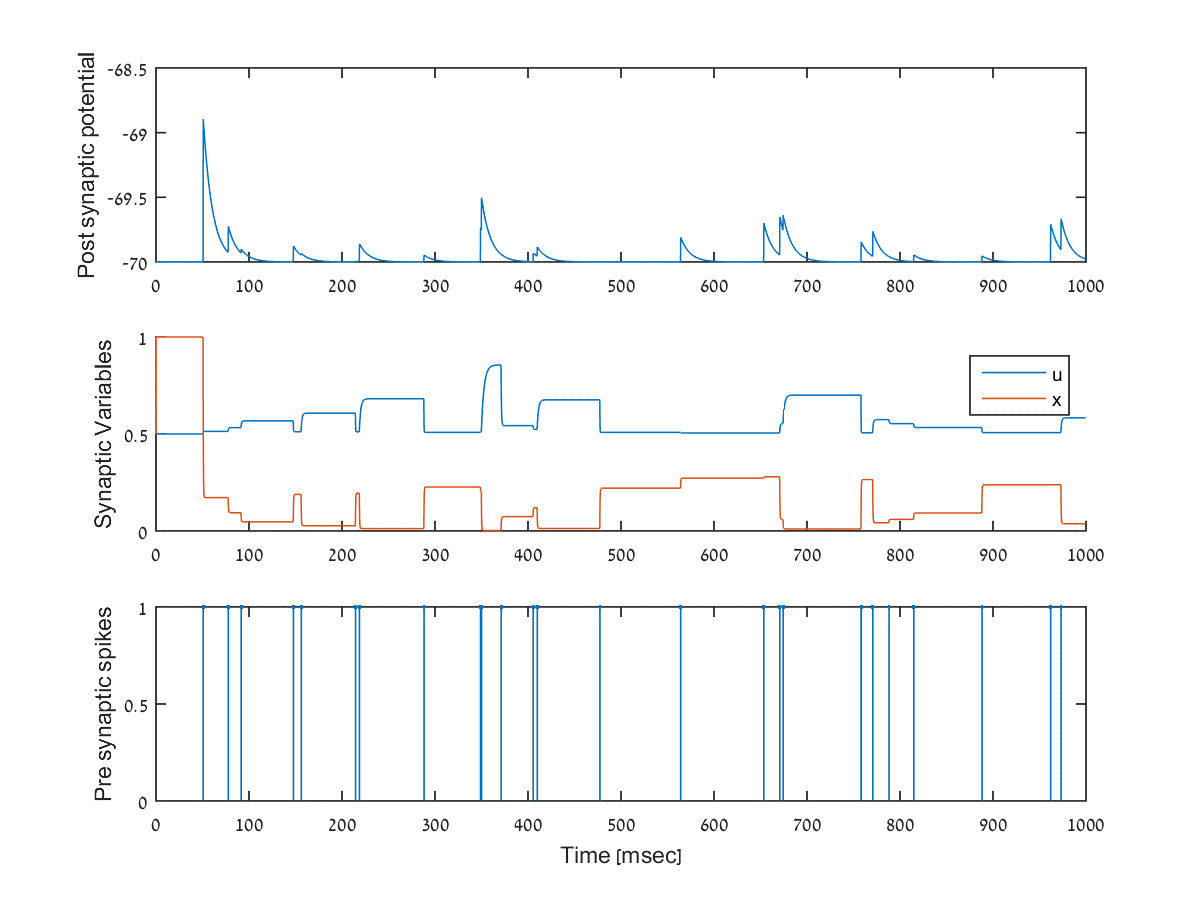 Post synaptic potential
-68.5
-69
-69.5
-70
0 100 200 300 400 500 600 700 800 900 1000
Synaptic Variables
1
0.5
0
u
x
0 100 200 300 400 500 600 700 800 900 1000
Pre synaptic spikes
1
0.5
0
0 100 200 300 400 500 600 700 800 900 1000
Time [msec]